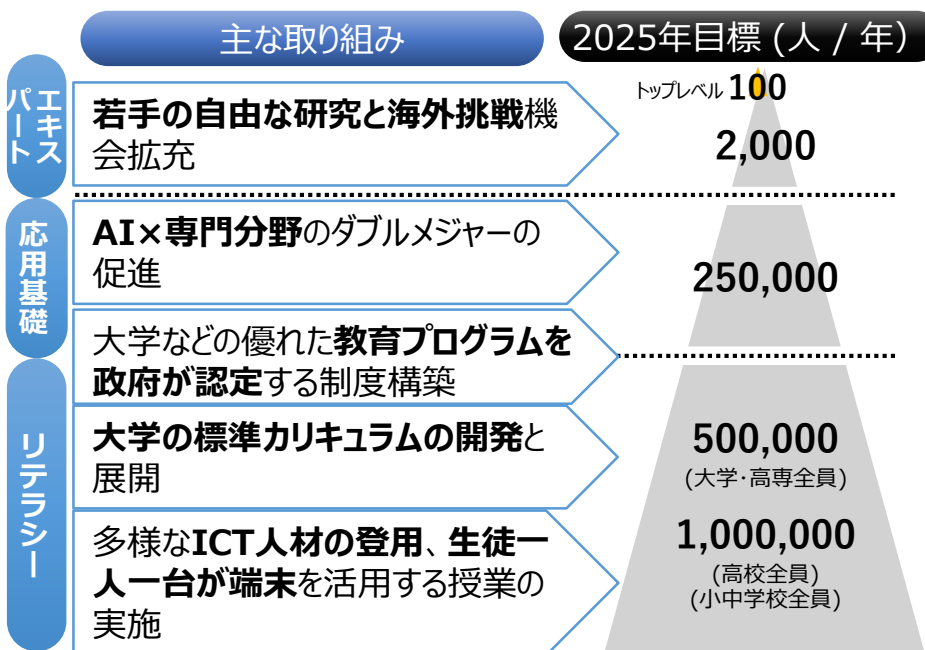 主な取り組み
2025年目標 (人 / 年)
エキス
パート
若手の自由な研究と海外挑戦機
会拡充
トップレベル 100
2,000
応用基礎
AI×専門分野のダブルメジャーの
促進
250,000
大学などの優れた教育プログラムを
政府が認定する制度構築
リテラシー
大学の標準カリキュラムの開発と
展開
500,000
(大学・高専全員)
多様なICT人材の登用、生徒一
人一台が端末を活用する授業の
実施
1,000,000
(高校全員)
(小中学校全員)